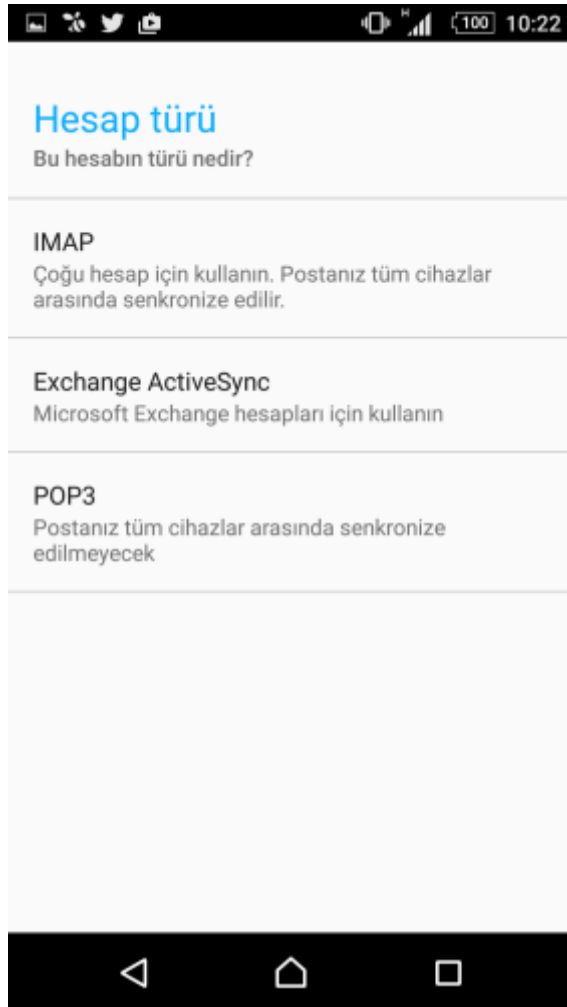 H 100 10:22
Hesap türü
Bu hesabın türü nedir?
IMAP
Çoğu hesap için kullanın. Postanız tüm cihazlar
arasında senkronize edilir.
Exchange ActiveSync
Microsoft Exchange hesapları için kullanın
POP3
Postanız tüm cihazlar arasında senkronize
edilmeyecek